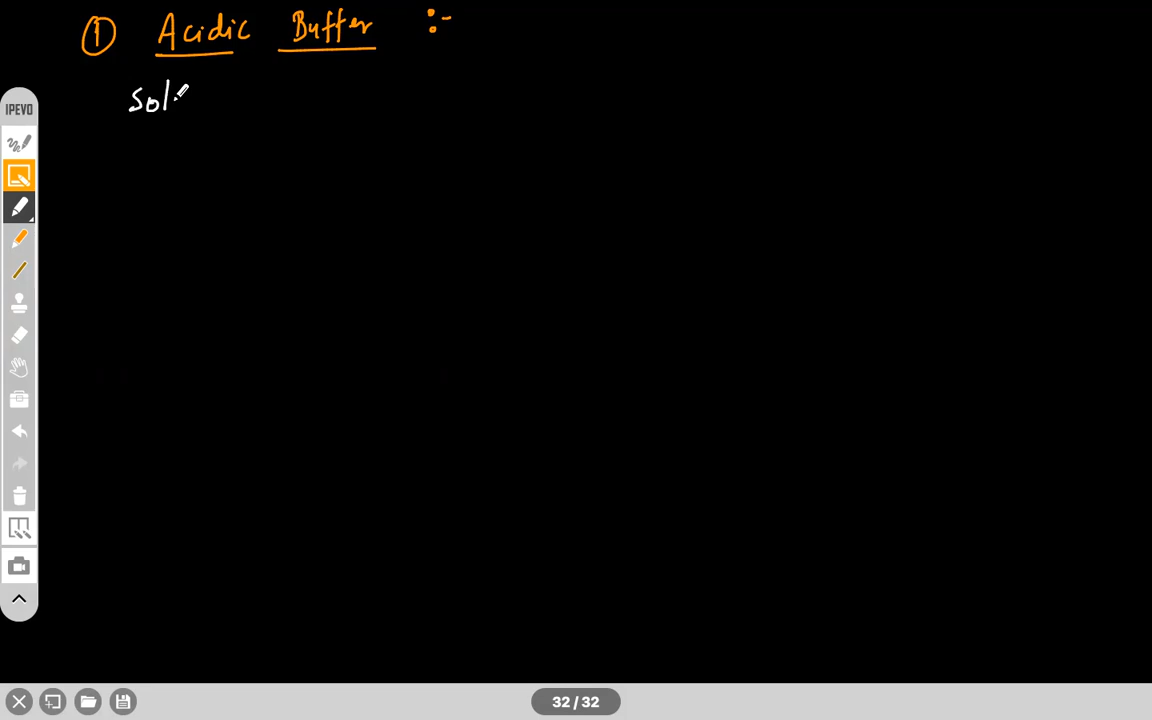 ① Acidic Buffer :-
Sol
IPEVO
32 / 32